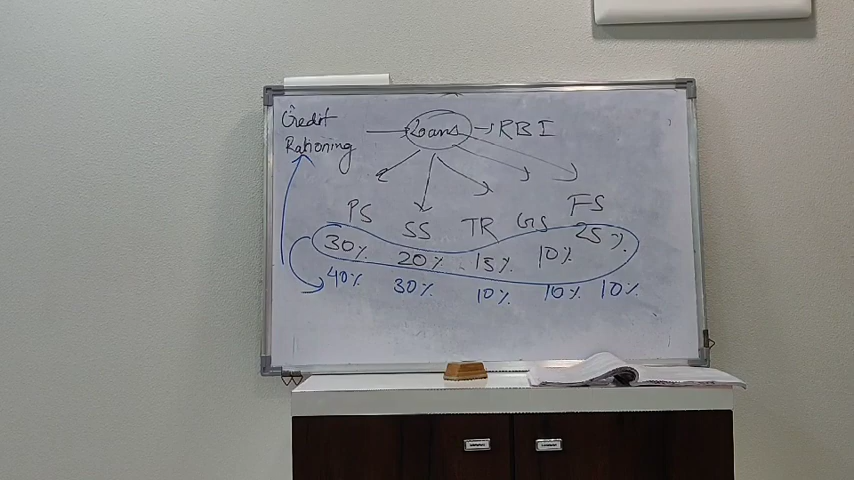 Credit
Rationing
Loans → RBI
PS SS TR GS FS
30% 20% 15% 10% 25%
40% 30% 10% 10% 10%